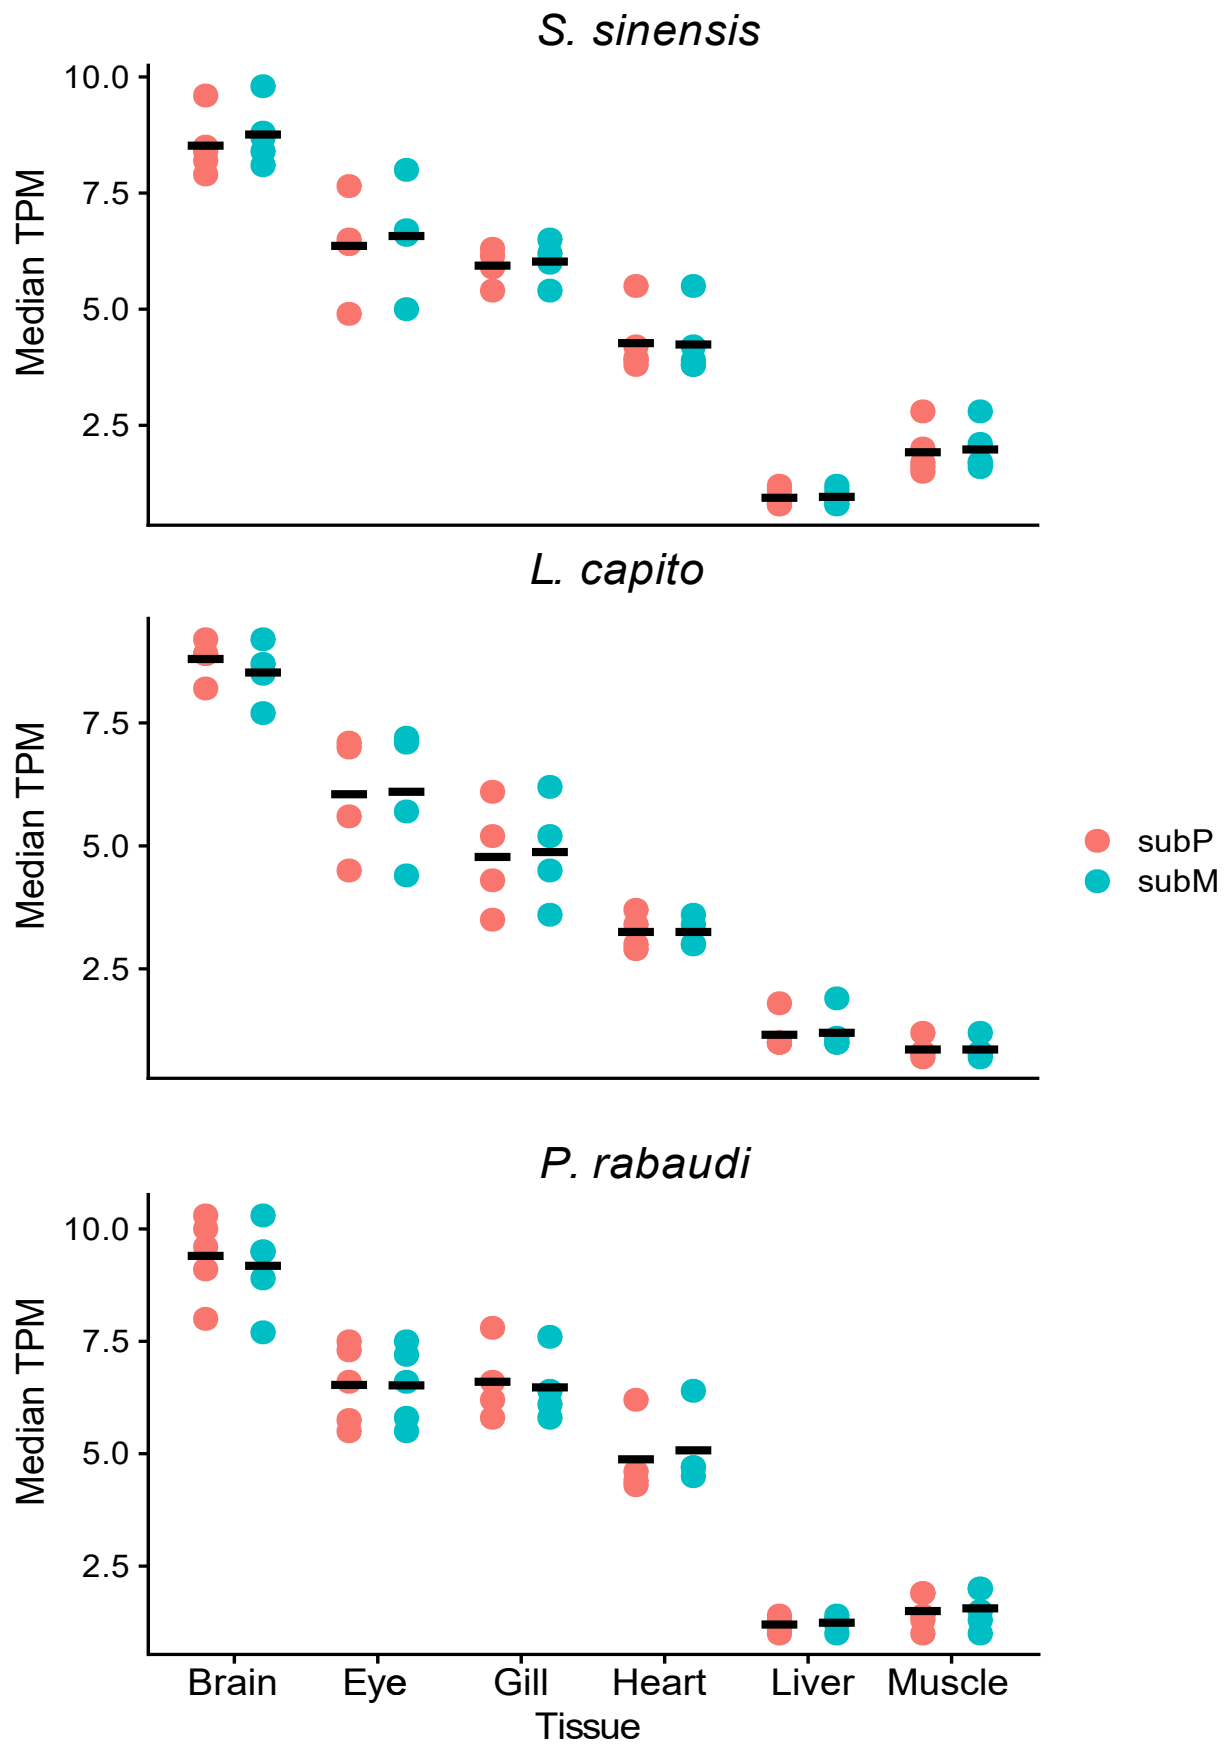 S. sinensis
10.0
7.5
5.0
2.5
Median TPM
L. capito
7.5
5.0
2.5
Median TPM
subP
subM
P. rabaudi
10.0
7.5
5.0
2.5
Median TPM
Brain Eye Gill Heart Liver Muscle
Tissue